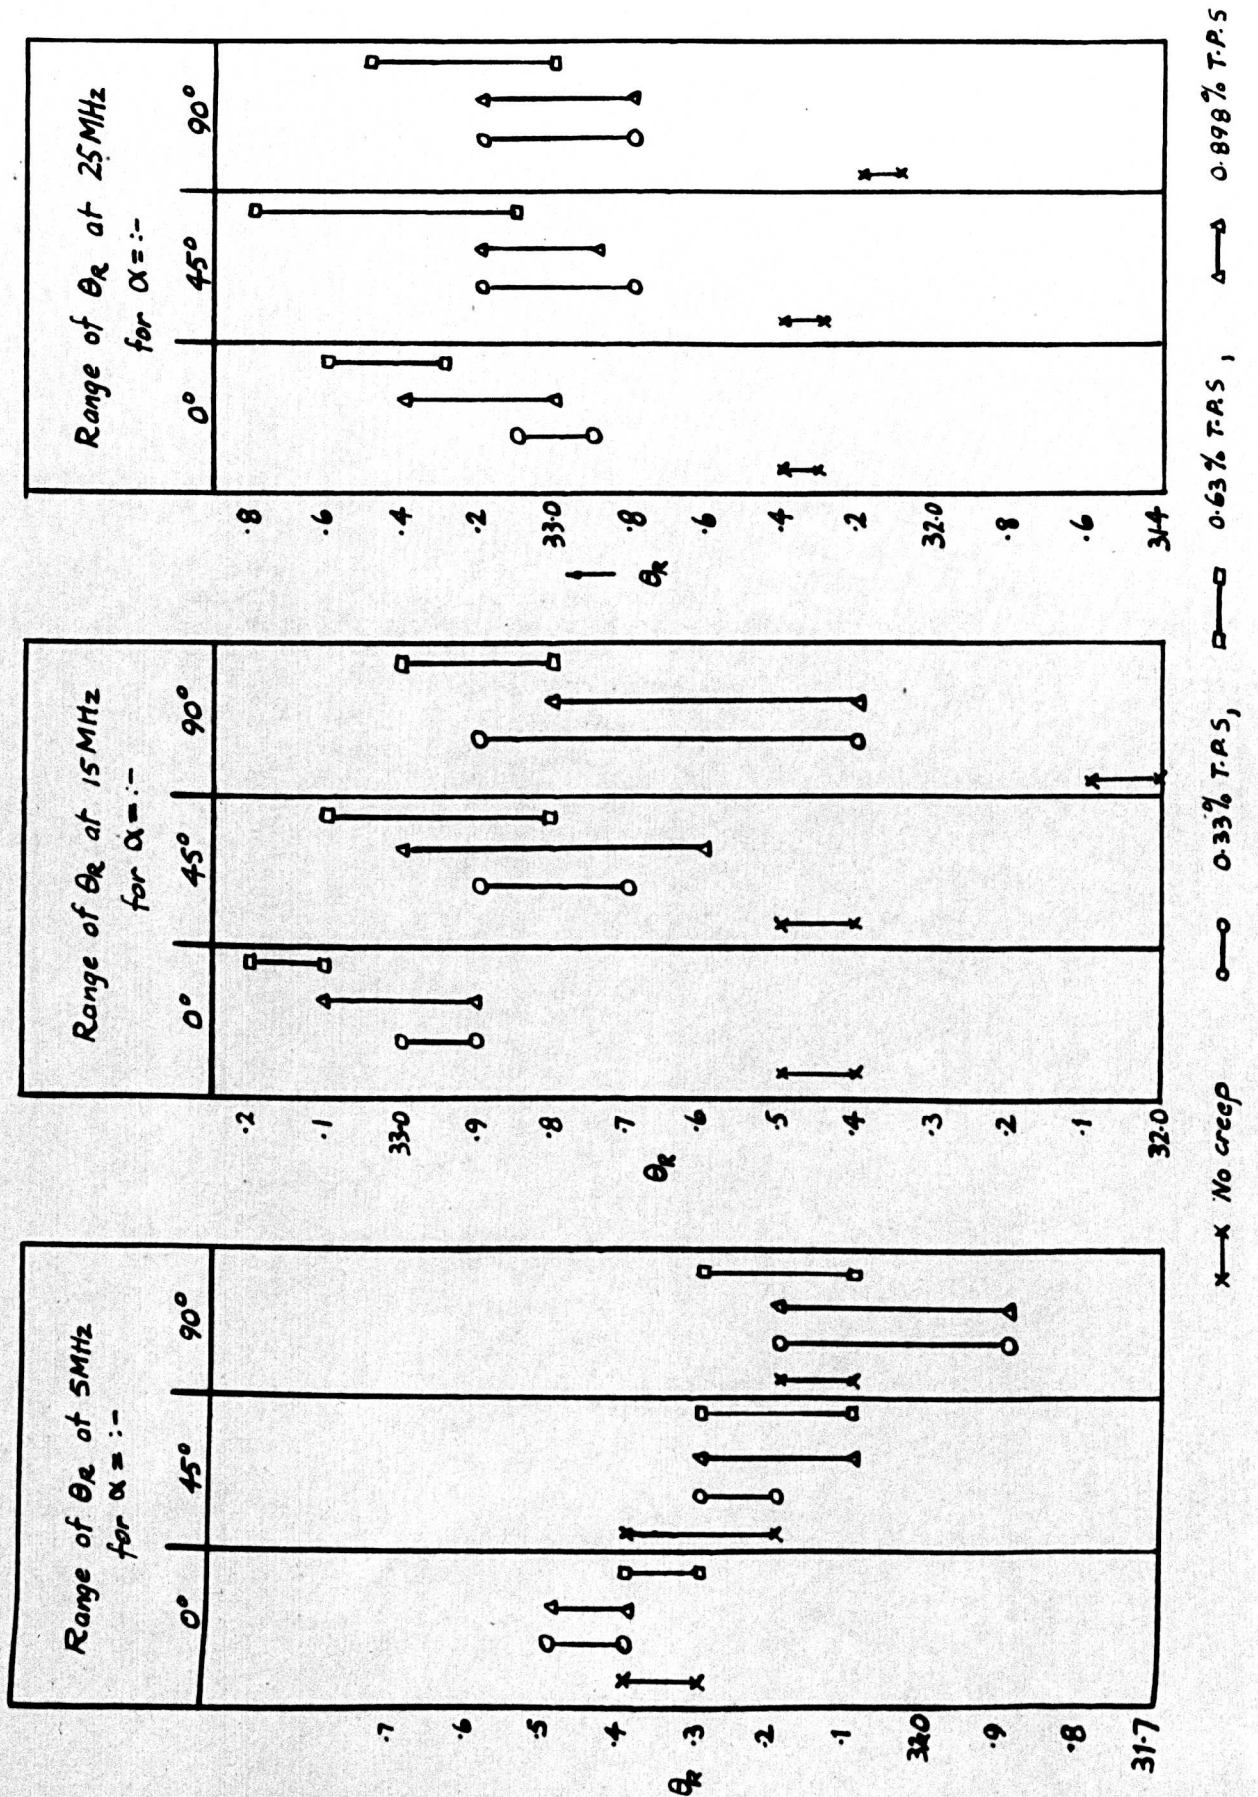 Range of θR at 5MHz
for α = :-
0° 45° 90°
.7
.6
.5
.4
.3
.2
.1
32.0
.9
.8
31.7
θR
Range of θR at 15MHz
for α = :-
0° 45° 90°
.2
.1
33.0
.9
.8
.7
.6
.5
.4
.3
.2
.1
32.0
θR
Range of θR at 25MHz
for α = :-
0° 45° 90°
.8
.6
.4
.2
33.0
.8
.6
.4
.2
32.0
.8
.6
31.4
θR
x—x No creep o—o 0.33% T.P.S, □—□ 0.63% T.P.S, △—△ 0.898% T.P.S